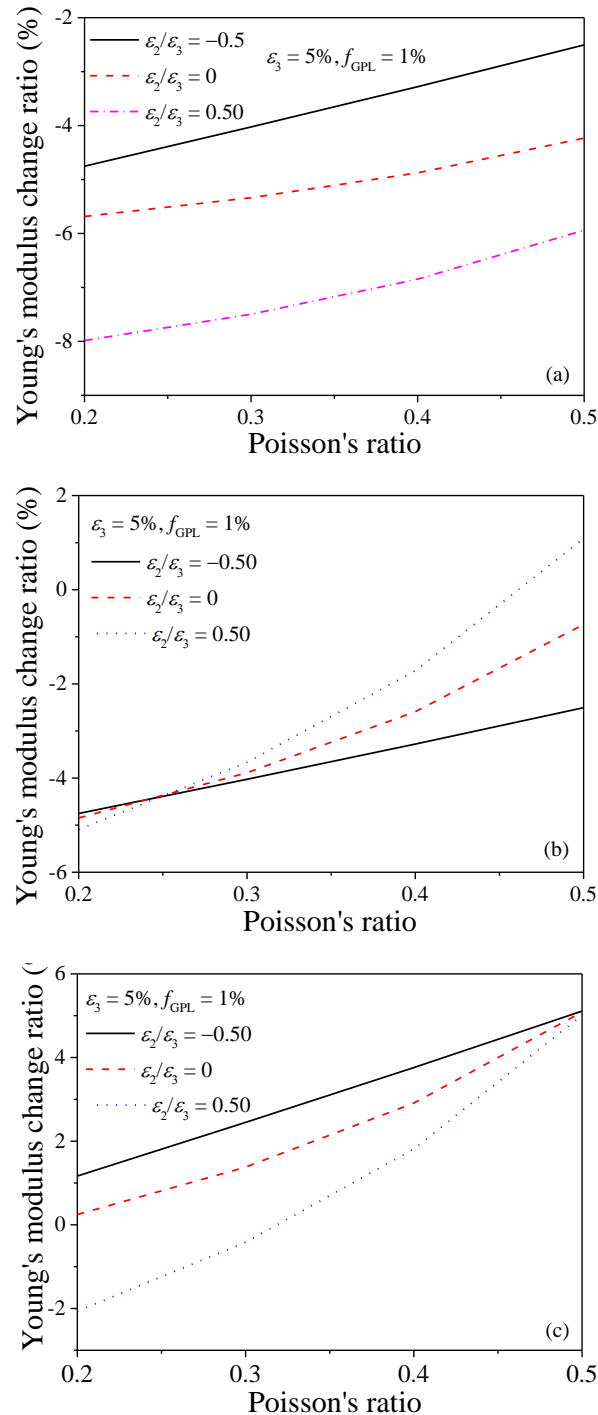 -2
ε2/ε3 = −0.5
ε3 = 5%, fGPL = 1%
ε2/ε3 = 0
-4
ε2/ε3 = 0.50
-6
-8
Young's modulus change ratio (%)
(a)
0.2 0.3 0.4 0.5
Poisson's ratio
2
ε3 = 5%, fGPL = 1%
ε2/ε3 = −0.50
0
ε2/ε3 = 0
ε2/ε3 = 0.50
-2
-4
Young's modulus change ratio (%)
(b)
-6
0.2 0.3 0.4 0.5
Poisson's ratio
6
ε3 = 5%, fGPL = 1%
ε2/ε3 = −0.50
4
ε2/ε3 = 0
ε2/ε3 = 0.50
2
0
-2
Young's modulus change ratio (
(c)
0.2 0.3 0.4 0.5
Poisson's ratio